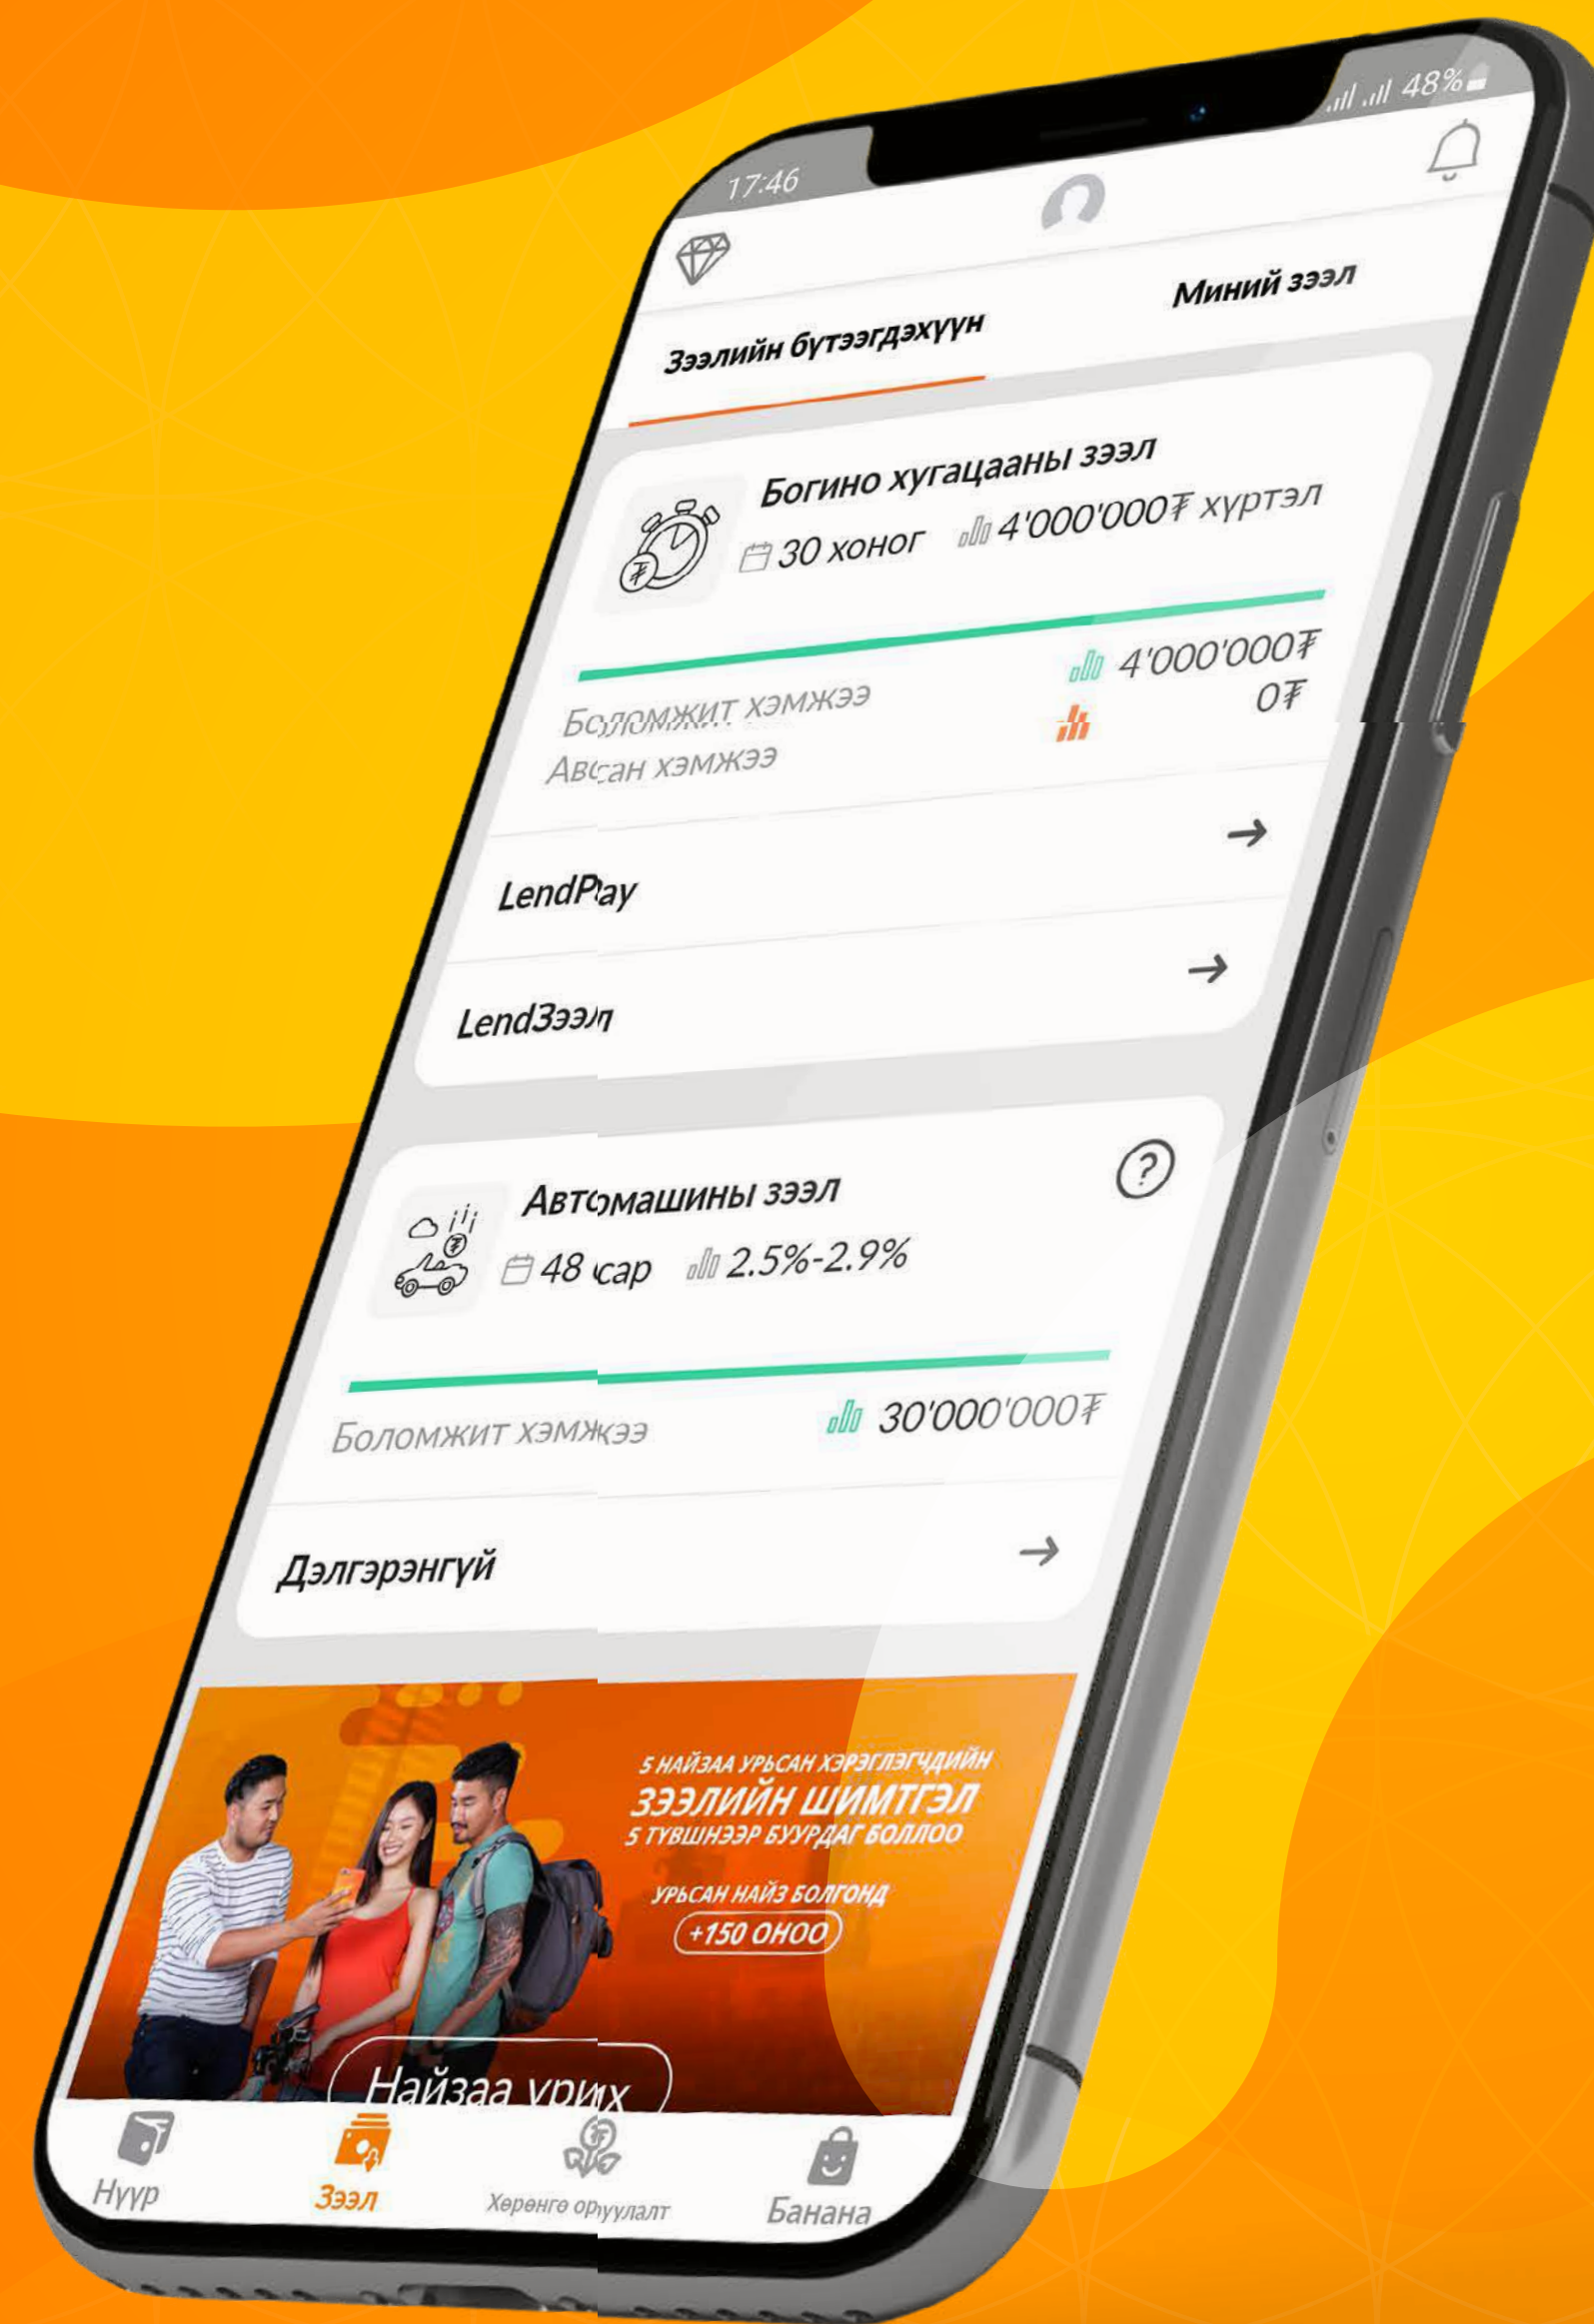 17:46
48%
Зээлийн бүтээгдэхүүн
Миний зээл
Богино хугацааны зээл
30 хоног 4'000'000₮ хүртэл
Боломжит хэмжээ 4'000'000₮
Авсан хэмжээ 0₮
LendPay
LendЗээл
Автомашины зээл
?
48 сар 2.5%-2.9%
Боломжит хэмжээ 30'000'000₮
Дэлгэрэнгүй
5 НАЙЗАА УРЬСАН ХЭРЭГЛЭГЧДИЙН
ЗЭЭЛИЙН ШИМТГЭЛ
5 ТҮВШНЭЭР БУУРДАГ БОЛЛОО
УРЬСАН НАЙЗ БОЛГОНД
+150 ОНОО
Найзаа урих
Нүүр
Зээл
Хөрөнгө оруулалт
Банана